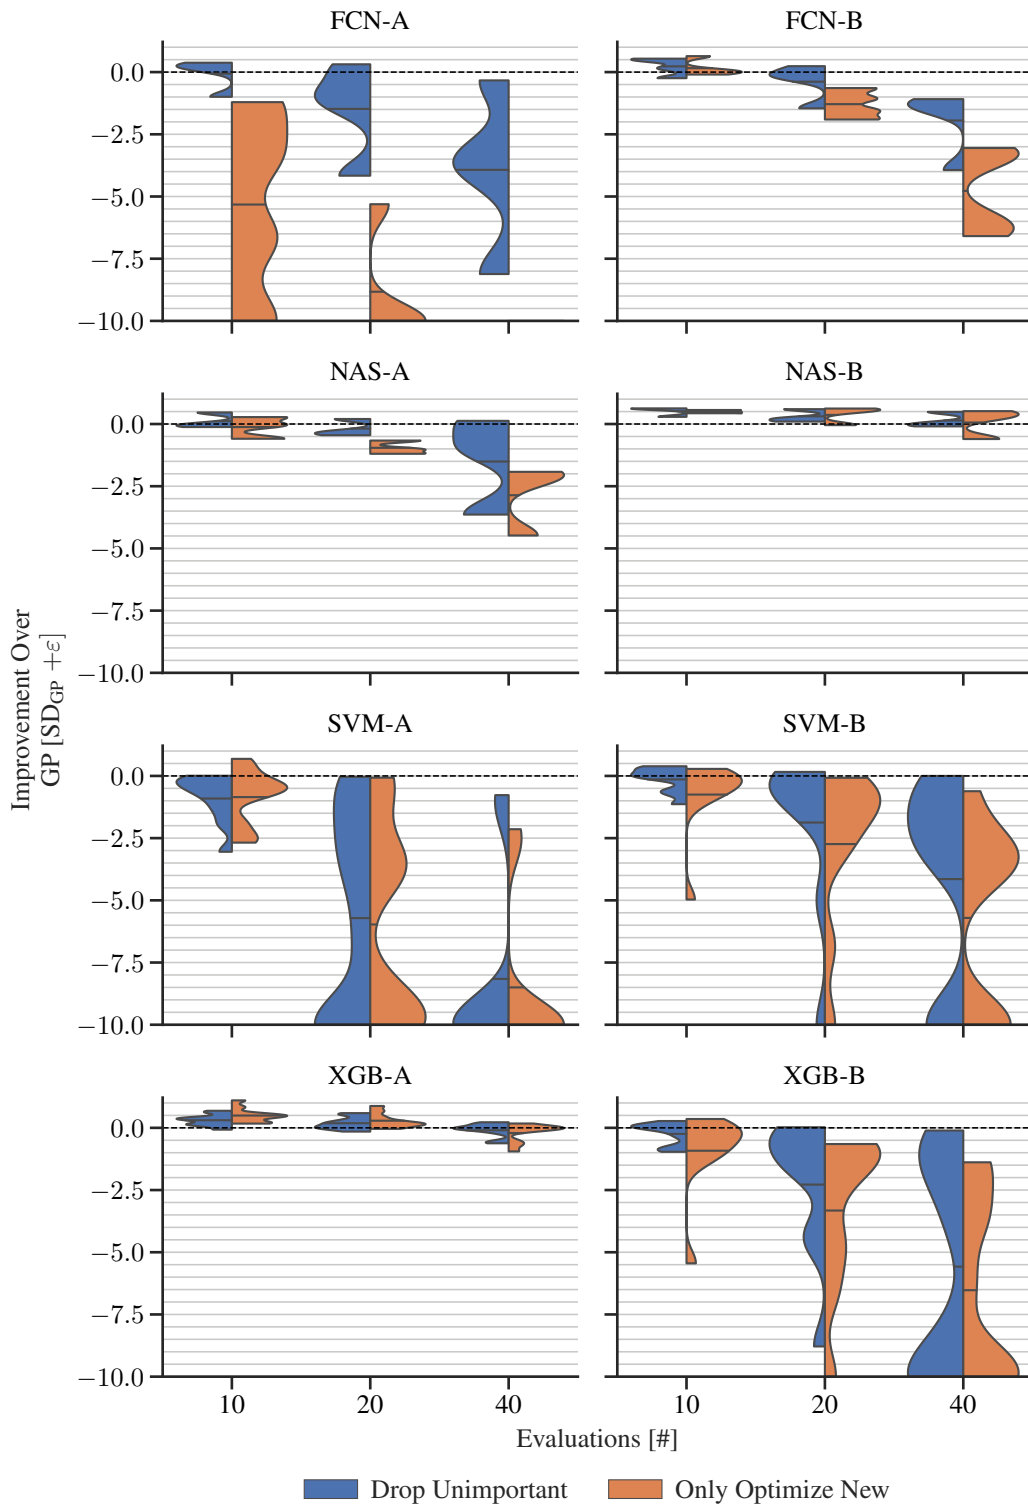 FCN-A
FCN-B
0.0
−2.5
−5.0
−7.5
−10.0
NAS-A
NAS-B
0.0
−2.5
−5.0
−7.5
−10.0
Improvement Over
GP [SD_GP +ε]
SVM-A
SVM-B
0.0
−2.5
−5.0
−7.5
−10.0
XGB-A
XGB-B
0.0
−2.5
−5.0
−7.5
−10.0
10 20 40 10 20 40
Evaluations [#]
Drop Unimportant Only Optimize New